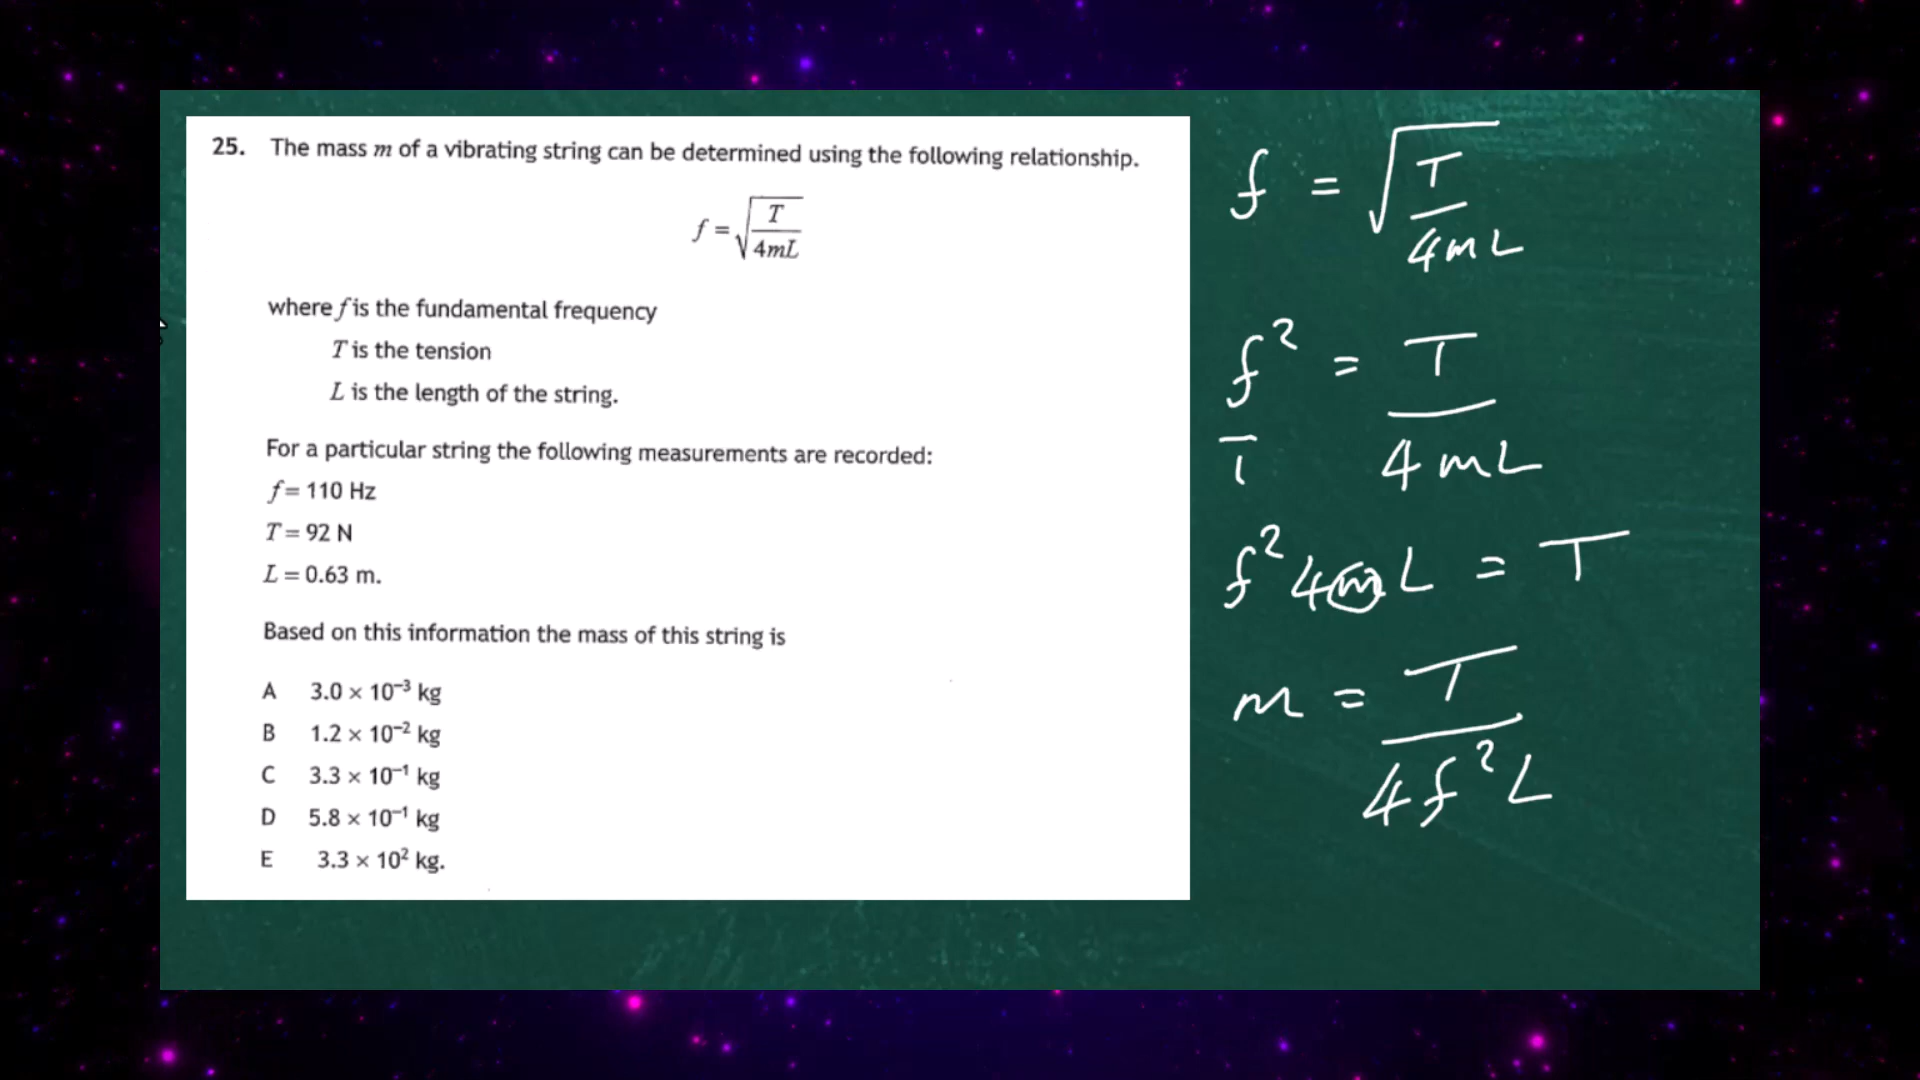 25. The mass m of a vibrating string can be determined using the following relationship.
f = √(T/4mL)
where f is the fundamental frequency
T is the tension
L is the length of the string.
For a particular string the following measurements are recorded:
f = 110 Hz
T = 92 N
L = 0.63 m.
Based on this information the mass of this string is
A 3.0 × 10⁻³ kg
B 1.2 × 10⁻² kg
C 3.3 × 10⁻¹ kg
D 5.8 × 10⁻¹ kg
E 3.3 × 10² kg.
f = √(T/4mL)
f²/1 = T/4mL
f²4mL = T
m = T/4f²L